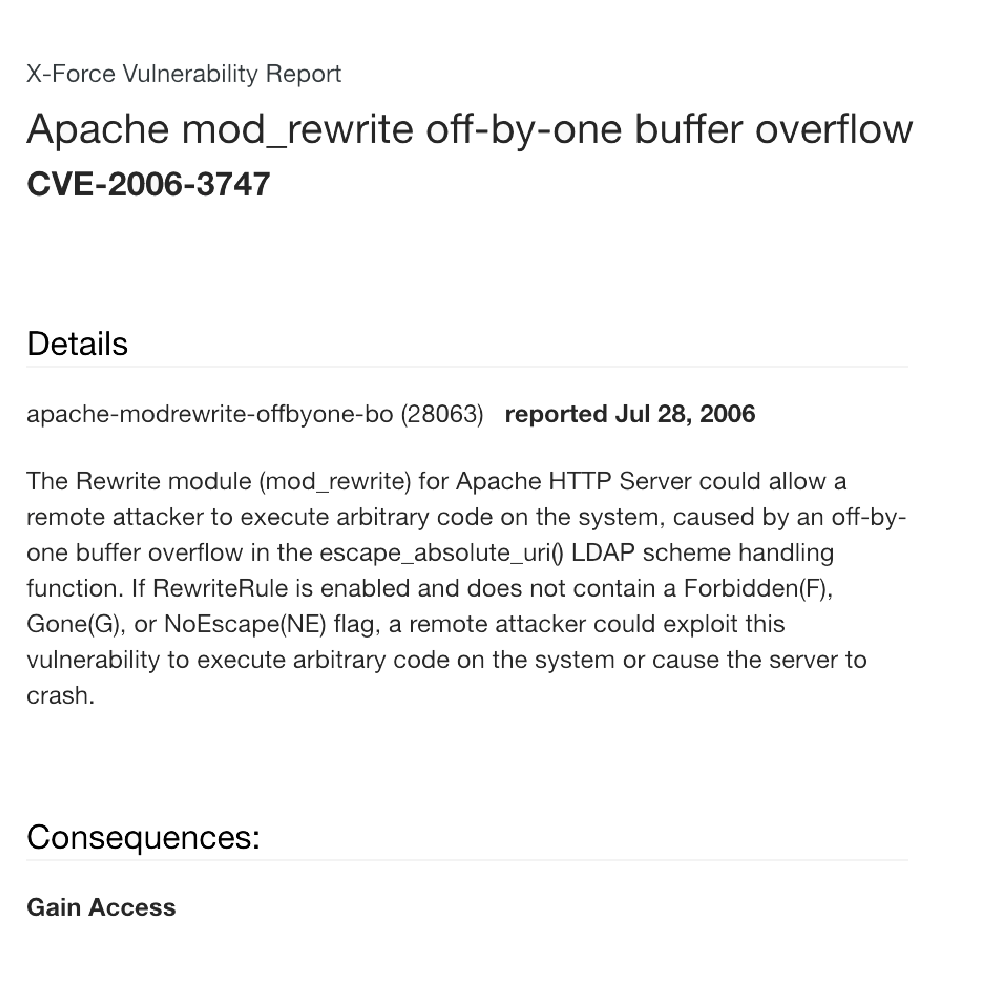 X-Force Vulnerability Report
Apache mod_rewrite off-by-one buffer overflow
CVE-2006-3747
Details
apache-modrewrite-offbyone-bo (28063) reported Jul 28, 2006
The Rewrite module (mod_rewrite) for Apache HTTP Server could allow a
remote attacker to execute arbitrary code on the system, caused by an off-by-
one buffer overflow in the escape_absolute_uri() LDAP scheme handling
function. If RewriteRule is enabled and does not contain a Forbidden(F),
Gone(G), or NoEscape(NE) flag, a remote attacker could exploit this
vulnerability to execute arbitrary code on the system or cause the server to
crash.
Consequences:
Gain Access